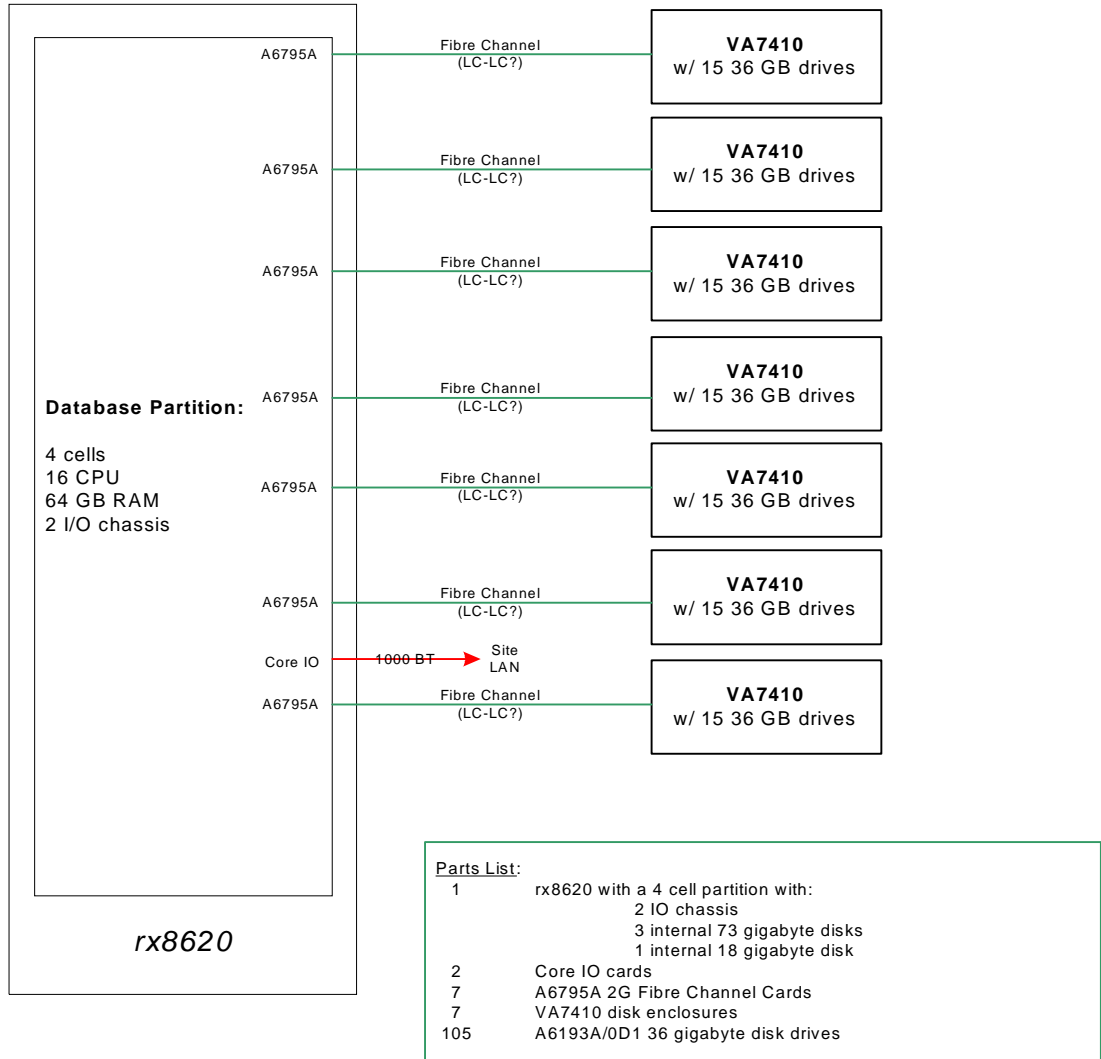 A6795A
Fibre Channel
(LC-LC?)
VA7410
w/ 15 36 GB drives
A6795A
Fibre Channel
(LC-LC?)
VA7410
w/ 15 36 GB drives
A6795A
Fibre Channel
(LC-LC?)
VA7410
w/ 15 36 GB drives
Database Partition:
4 cells
16 CPU
64 GB RAM
2 I/O chassis
A6795A
Fibre Channel
(LC-LC?)
VA7410
w/ 15 36 GB drives
A6795A
Fibre Channel
(LC-LC?)
VA7410
w/ 15 36 GB drives
A6795A
Fibre Channel
(LC-LC?)
VA7410
w/ 15 36 GB drives
Core IO
1000 BT
Site
LAN
A6795A
Fibre Channel
(LC-LC?)
VA7410
w/ 15 36 GB drives
rx8620
Parts List:
1 rx8620 with a 4 cell partition with:
2 IO chassis
3 internal 73 gigabyte disks
1 internal 18 gigabyte disk
2 Core IO cards
7 A6795A 2G Fibre Channel Cards
7 VA7410 disk enclosures
105 A6193A/0D1 36 gigabyte disk drives